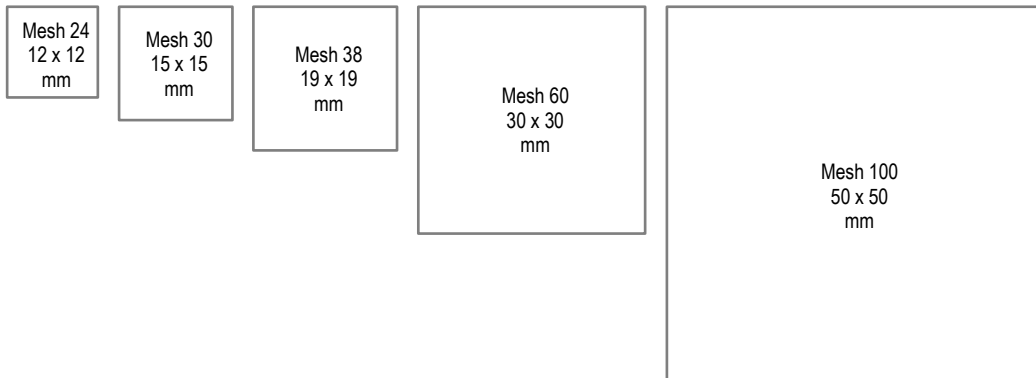 Mesh 24
12 x 12
mm
Mesh 30
15 x 15
mm
Mesh 38
19 x 19
mm
Mesh 60
30 x 30
mm
Mesh 100
50 x 50
mm